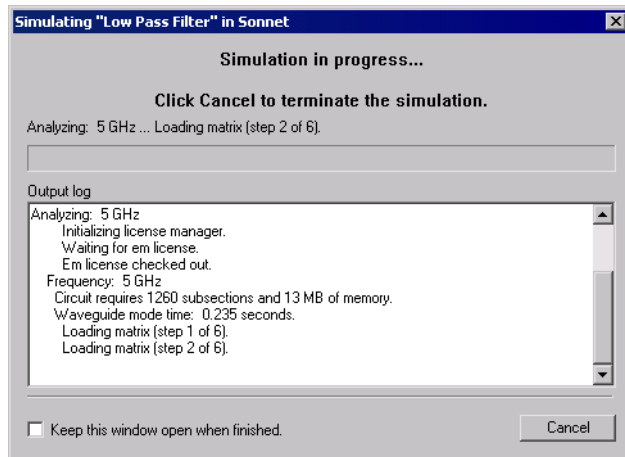 Simulating "Low Pass Filter" in Sonnet
Simulation in progress...
Click Cancel to terminate the simulation.
Analyzing:  5 GHz ... Loading matrix (step 2 of 6).
Output log
Analyzing:  5 GHz
Initializing license manager.
Waiting for em license.
Em license checked out.
Frequency:  5 GHz
Circuit requires 1260 subsections and 13 MB of memory.
Waveguide mode time:  0.235 seconds.
Loading matrix (step 1 of 6).
Loading matrix (step 2 of 6).
Keep this window open when finished.
Cancel